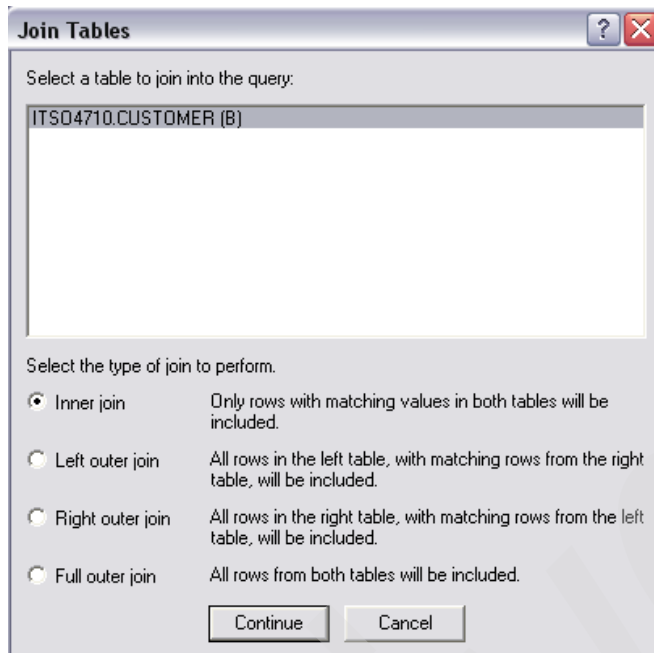 Join Tables
?
Select a table to join into the query:
ITSO4710.CUSTOMER (B)
Select the type of join to perform.
Inner join Only rows with matching values in both tables will be
included.
Left outer join All rows in the left table, with matching rows from the right
table, will be included.
Right outer join All rows in the right table, with matching rows from the left
table, will be included.
Full outer join All rows from both tables will be included.
Continue Cancel